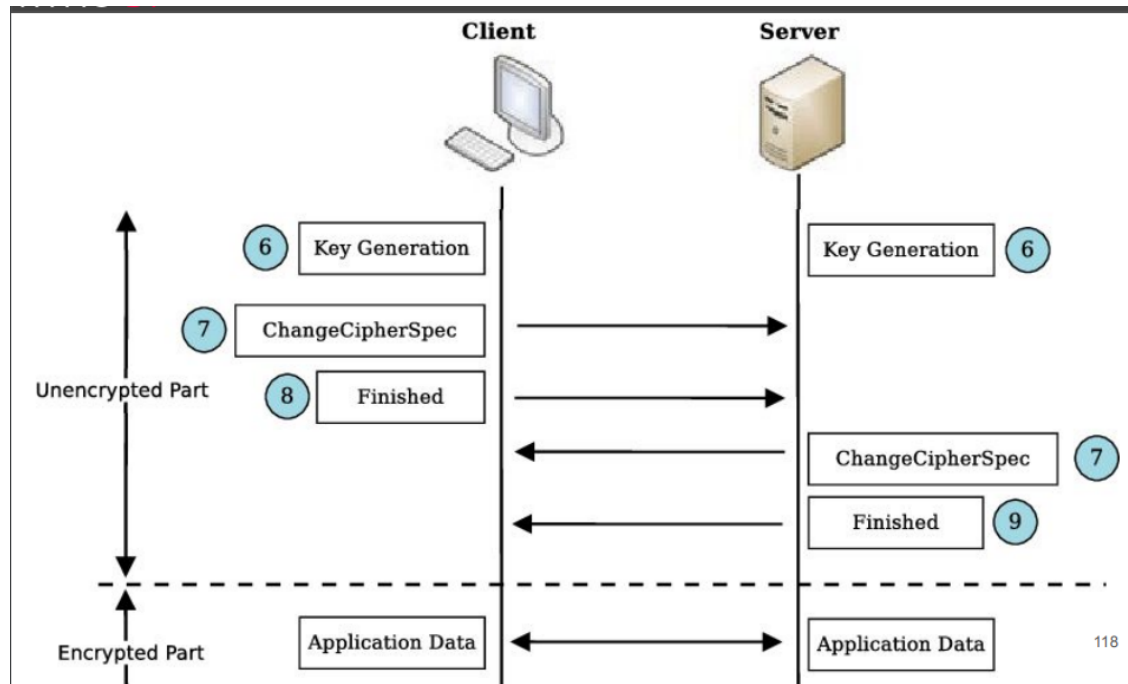 Client
Server
6 Key Generation
Key Generation 6
7 ChangeCipherSpec
Unencrypted Part
8 Finished
ChangeCipherSpec 7
Finished 9
Encrypted Part
Application Data
Application Data
118